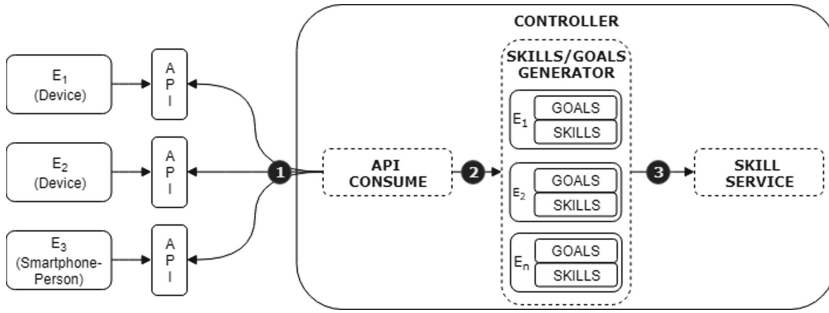 CONTROLLER
E1
(Device)
A
P
I
E2
(Device)
A
P
I
E3
(Smartphone-
Person)
A
P
I
1
API
CONSUME
2
SKILLS/GOALS
GENERATOR
E1
GOALS
SKILLS
E2
GOALS
SKILLS
En
GOALS
SKILLS
3
SKILL
SERVICE